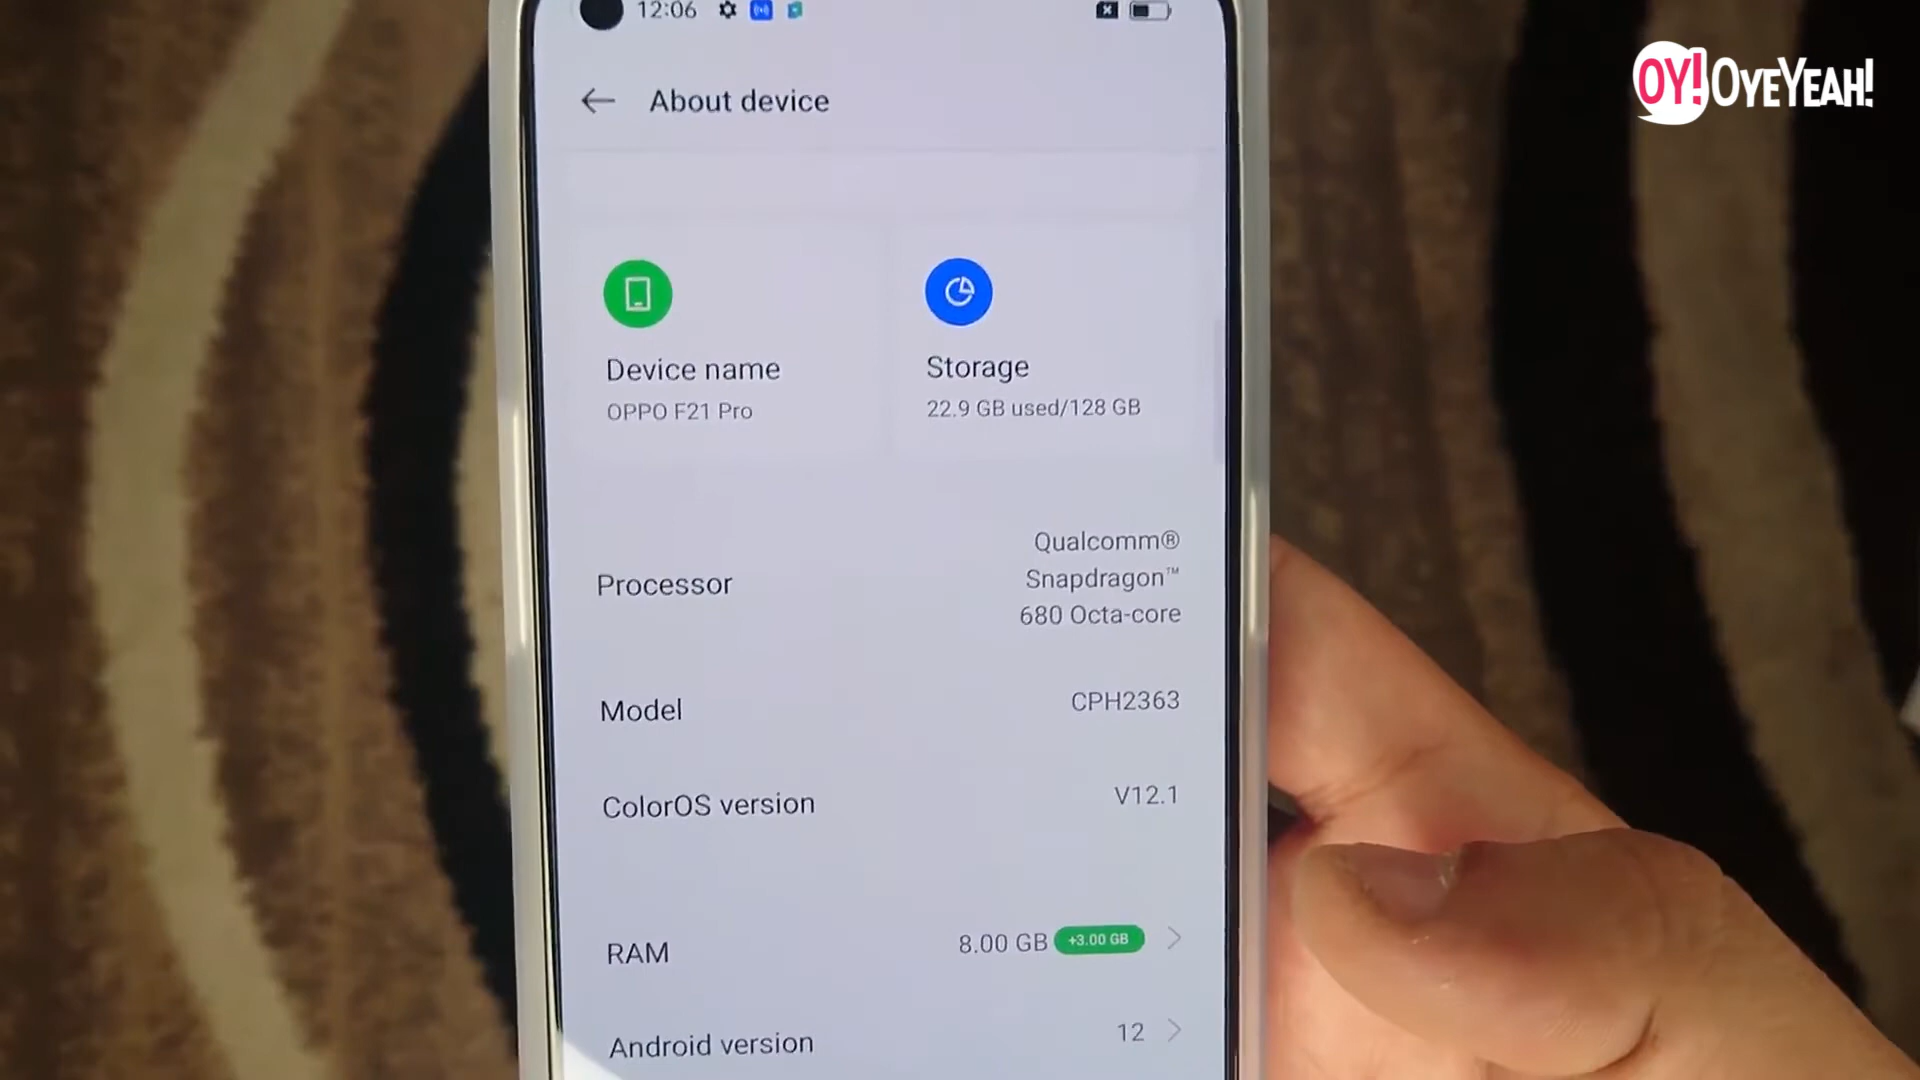 12:06
OY! OYEYEAH!
About device
Device name
OPPO F21 Pro
Storage
22.9 GB used/128 GB
Processor
Qualcomm®
Snapdragon™
680 Octa-core
Model
CPH2363
ColorOS version
V12.1
RAM
8.00 GB +3.00 GB
Android version
12